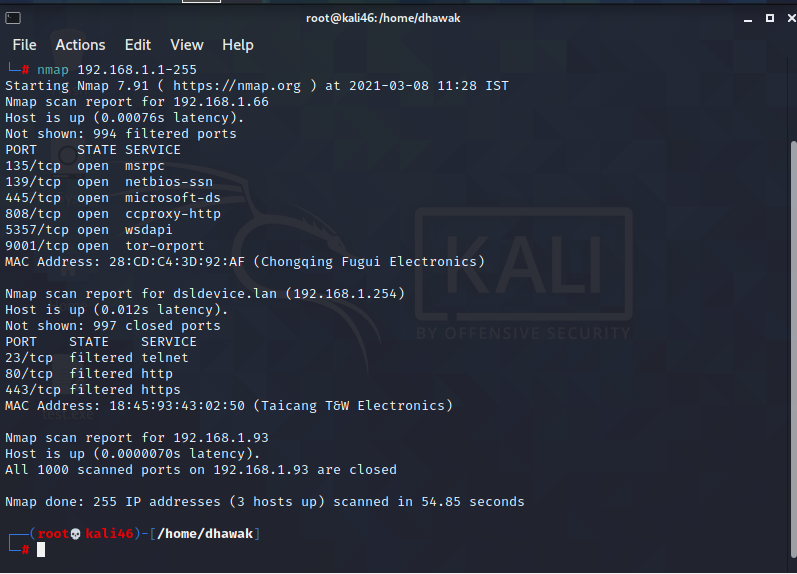 root@kali46:/home/dhawak
File Actions Edit View Help
└─# nmap 192.168.1.1-255
Starting Nmap 7.91 ( https://nmap.org ) at 2021-03-08 11:28 IST
Nmap scan report for 192.168.1.66
Host is up (0.00076s latency).
Not shown: 994 filtered ports
PORT     STATE SERVICE
135/tcp  open  msrpc
139/tcp  open  netbios-ssn
445/tcp  open  microsoft-ds
808/tcp  open  ccproxy-http
5357/tcp open  wsdapi
9001/tcp open  tor-orport
MAC Address: 28:CD:C4:3D:92:AF (Chongqing Fugui Electronics)
Nmap scan report for dsldevice.lan (192.168.1.254)
Host is up (0.012s latency).
Not shown: 997 closed ports
PORT    STATE    SERVICE
23/tcp  filtered telnet
80/tcp  filtered http
443/tcp filtered https
MAC Address: 18:45:93:43:02:50 (Taicang T&W Electronics)
Nmap scan report for 192.168.1.93
Host is up (0.0000070s latency).
All 1000 scanned ports on 192.168.1.93 are closed
Nmap done: 255 IP addresses (3 hosts up) scanned in 54.85 seconds
┌──(root💀kali46)-[/home/dhawak]
└─#
KALI
BY OFFENSIVE SECURITY